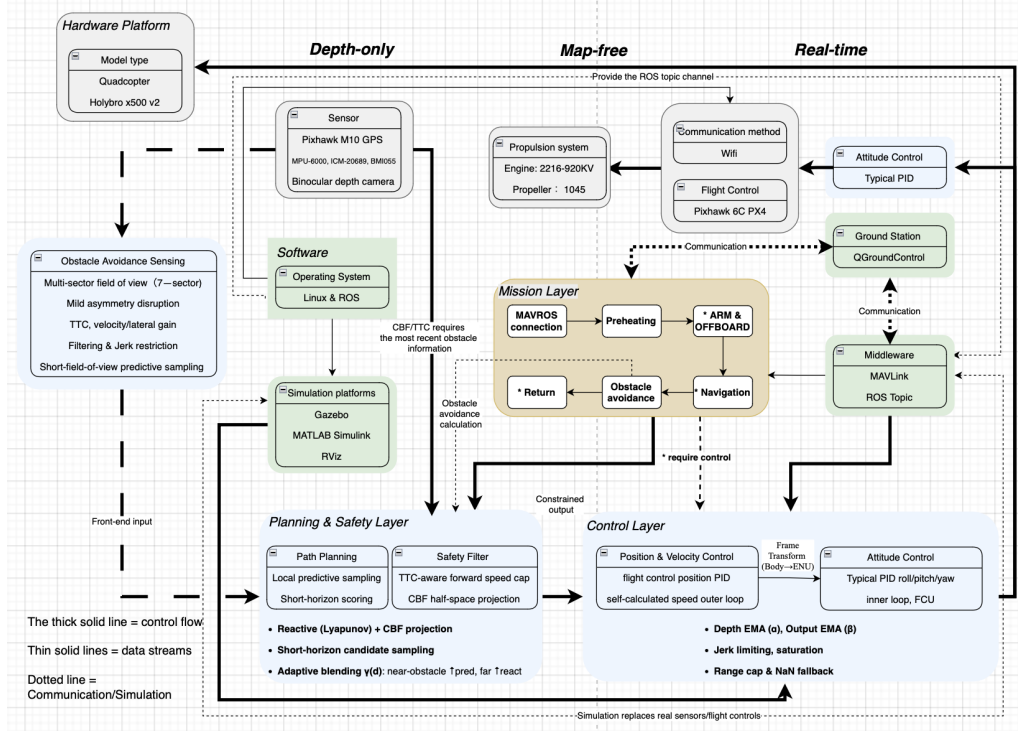 Hardware Platform
Model type
Quadcopter
Holybro x500 v2
Depth-only
Map-free
Real-time
Provide the ROS topic channel
Sensor
Pixhawk M10 GPS
MPU-6000, ICM-20689, BMI055
Binocular depth camera
Propulsion system
Engine: 2216-920KV
Propeller： 1045
Communication method
Wifi
Flight Control
Pixhawk 6C PX4
Attitude Control
Typical PID
Obstacle Avoidance Sensing
Multi-sector field of view（7—sector)
Mild asymmetry disruption
TTC, velocity/lateral gain
Filtering & Jerk restriction
Short-field-of-view predictive sampling
Software
Operating System
Linux & ROS
Communication
Ground Station
QGroundControl
Communication
Mission Layer
MAVROS
connection
Preheating
* ARM &
OFFBOARD
* Return
Obstacle
avoidance
* Navigation
Middleware
MAVLink
ROS Topic
CBF/TTC requires
the most recent obstacle
information
Simulation platforms
Gazebo
MATLAB Simulink
RViz
Obstacle
avoidance
calculation
* require control
Constrained
output
Front-end input
Planning & Safety Layer
Path Planning
Local predictive sampling
Short-horizon scoring
Safety Filter
TTC-aware forward speed cap
CBF half-space projection
• Reactive (Lyapunov) + CBF projection
• Short-horizon candidate sampling
• Adaptive blending γ(d): near-obstacle ↑pred, far ↑react
Control Layer
Position & Velocity Control
flight control position PID
self-calculated speed outer loop
Frame
Transform
(Body→ENU)
Attitude Control
Typical PID roll/pitch/yaw
inner loop, FCU
• Depth EMA (α), Output EMA (β)
• Jerk limiting, saturation
• Range cap & NaN fallback
The thick solid line = control flow
Thin solid lines = data streams
Dotted line =
Communication/Simulation
Simulation replaces real sensors/flight controls